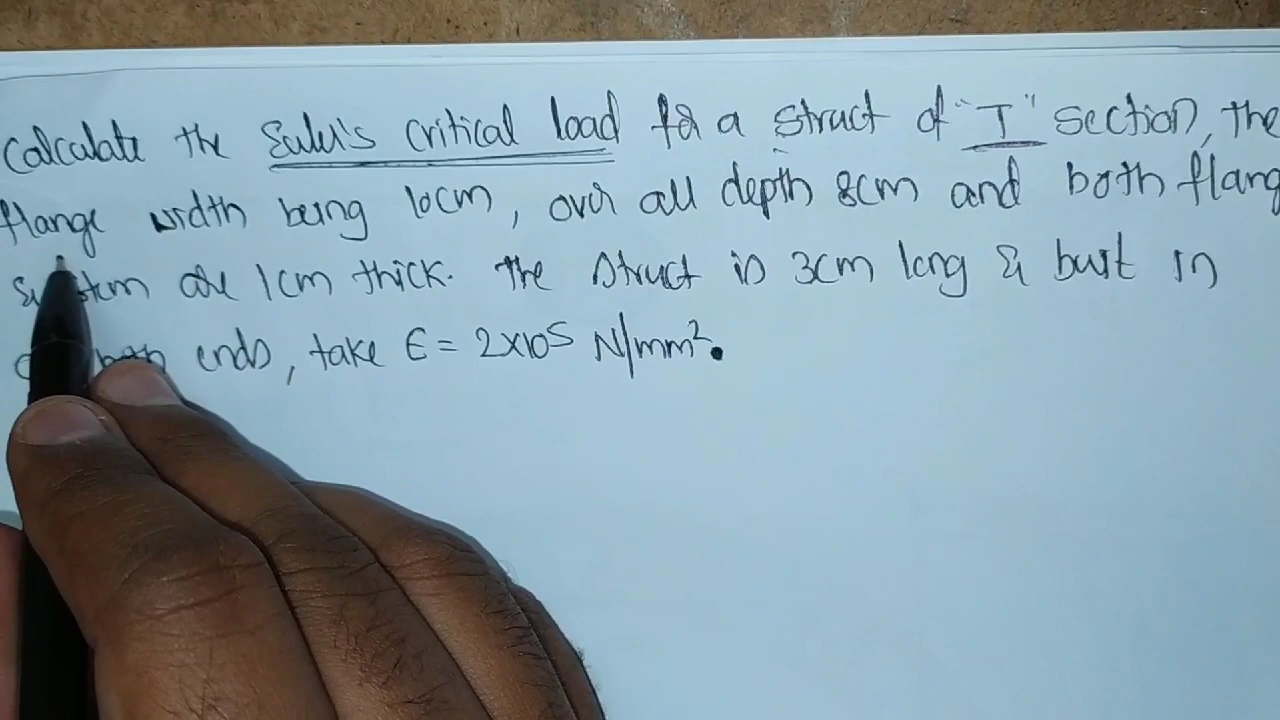 Calculate the Euler's critical load for a struct of "T" section, the
flange width being 10cm, over all depth 8cm and both flang
are 1cm thick. The struct is 3cm long & built in
ends, take E = 2x10^5 N/mm².